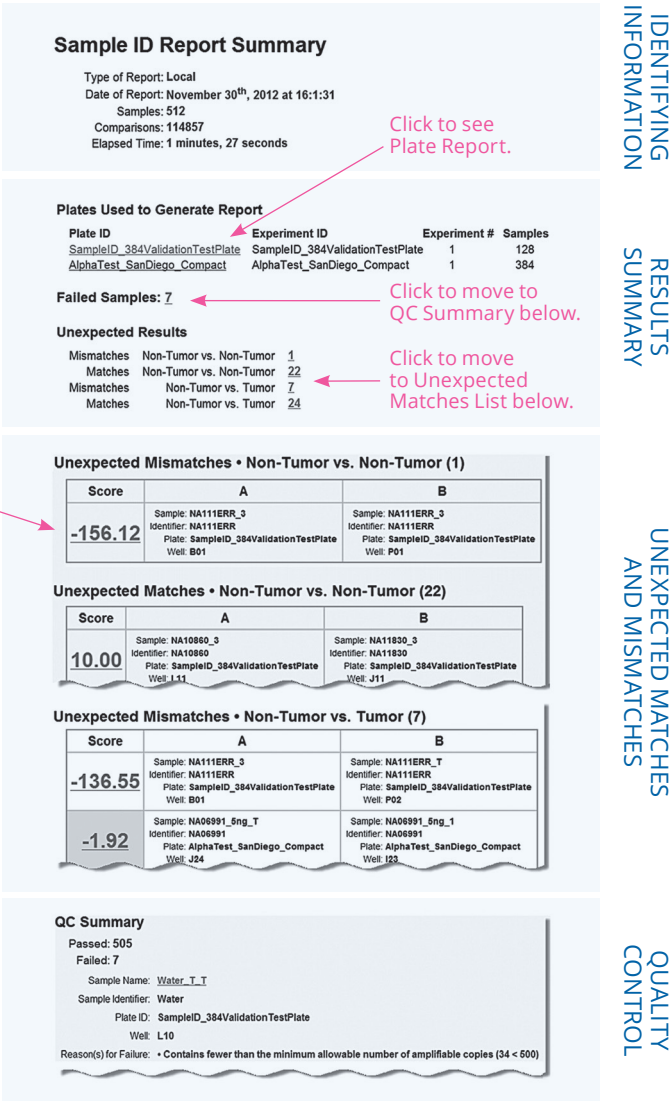 Sample ID Report Summary
Type of Report: Local
Date of Report: November 30th, 2012 at 16:1:31
Samples: 512
Comparisons: 114857
Elapsed Time: 1 minutes, 27 seconds
Click to see
Plate Report.
IDENTIFYING
INFORMATION
Plates Used to Generate Report
Plate ID Experiment ID Experiment # Samples
SampleID_384ValidationTestPlate SampleID_384ValidationTestPlate 1 128
AlphaTest_SanDiego_Compact AlphaTest_SanDiego_Compact 1 384
Failed Samples: 7
Click to move to
QC Summary below.
Unexpected Results
Mismatches Non-Tumor vs. Non-Tumor 1
Matches Non-Tumor vs. Non-Tumor 22
Mismatches Non-Tumor vs. Tumor 7
Matches Non-Tumor vs. Tumor 24
Click to move
to Unexpected
Matches List below.
RESULTS
SUMMARY
Unexpected Mismatches • Non-Tumor vs. Non-Tumor (1)
Score A B
-156.12
Sample: NA111ERR_3
Identifier: NA111ERR
Plate: SampleID_384ValidationTestPlate
Well: B01
Sample: NA111ERR_3
Identifier: NA111ERR
Plate: SampleID_384ValidationTestPlate
Well: P01
Unexpected Matches • Non-Tumor vs. Non-Tumor (22)
Score A B
10.00
Sample: NA10860_3
Identifier: NA10860
Plate: SampleID_384ValidationTestPlate
Well: L11
Sample: NA11830_3
Identifier: NA11830
Plate: SampleID_384ValidationTestPlate
Well: J11
Unexpected Mismatches • Non-Tumor vs. Tumor (7)
Score A B
-136.55
Sample: NA111ERR_3
Identifier: NA111ERR
Plate: SampleID_384ValidationTestPlate
Well: B01
Sample: NA111ERR_T
Identifier: NA111ERR
Plate: SampleID_384ValidationTestPlate
Well: P02
-1.92
Sample: NA06991_5ng_T
Identifier: NA06991
Plate: AlphaTest_SanDiego_Compact
Well: J24
Sample: NA06991_5ng_1
Identifier: NA06991
Plate: AlphaTest_SanDiego_Compact
Well: I23
UNEXPECTED MATCHES
AND MISMATCHES
QC Summary
Passed: 505
Failed: 7
Sample Name: Water_T_T
Sample Identifier: Water
Plate ID: SampleID_384ValidationTestPlate
Well: L10
Reason(s) for Failure: • Contains fewer than the minimum allowable number of amplifiable copies (34 < 500)
QUALITY
CONTROL